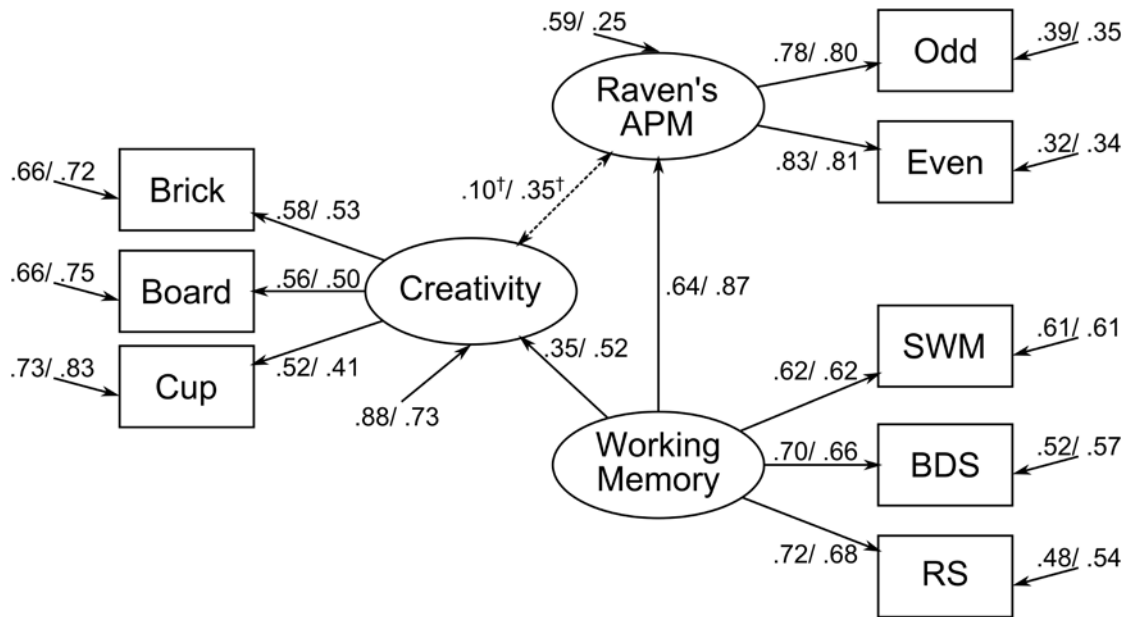 .59/ .25
.78/ .80
Odd
.39/ .35
Raven's
APM
.83/ .81
Even
.32/ .34
.66/ .72
Brick
.58/ .53
.10†/ .35†
.66/ .75
Board
.56/ .50
Creativity
.64/ .87
.73/ .83
Cup
.52/ .41
.88/ .73
.35/ .52
SWM
.61/ .61
.62/ .62
Working
Memory
.70/ .66
BDS
.52/ .57
.72/ .68
RS
.48/ .54